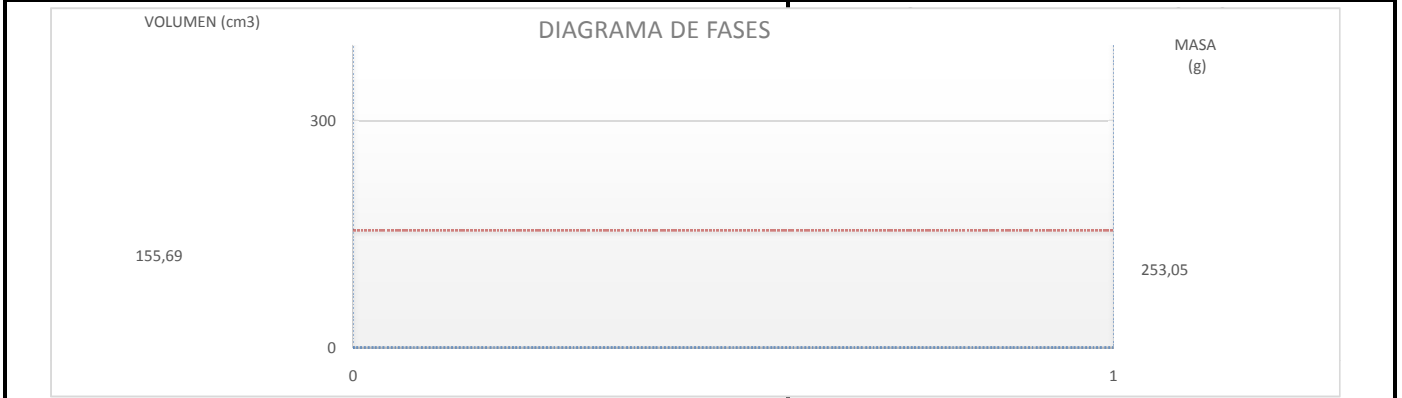 VOLUMEN (cm3)
DIAGRAMA DE FASES
MASA
(g)
300
155,69
253,05
0
0
1